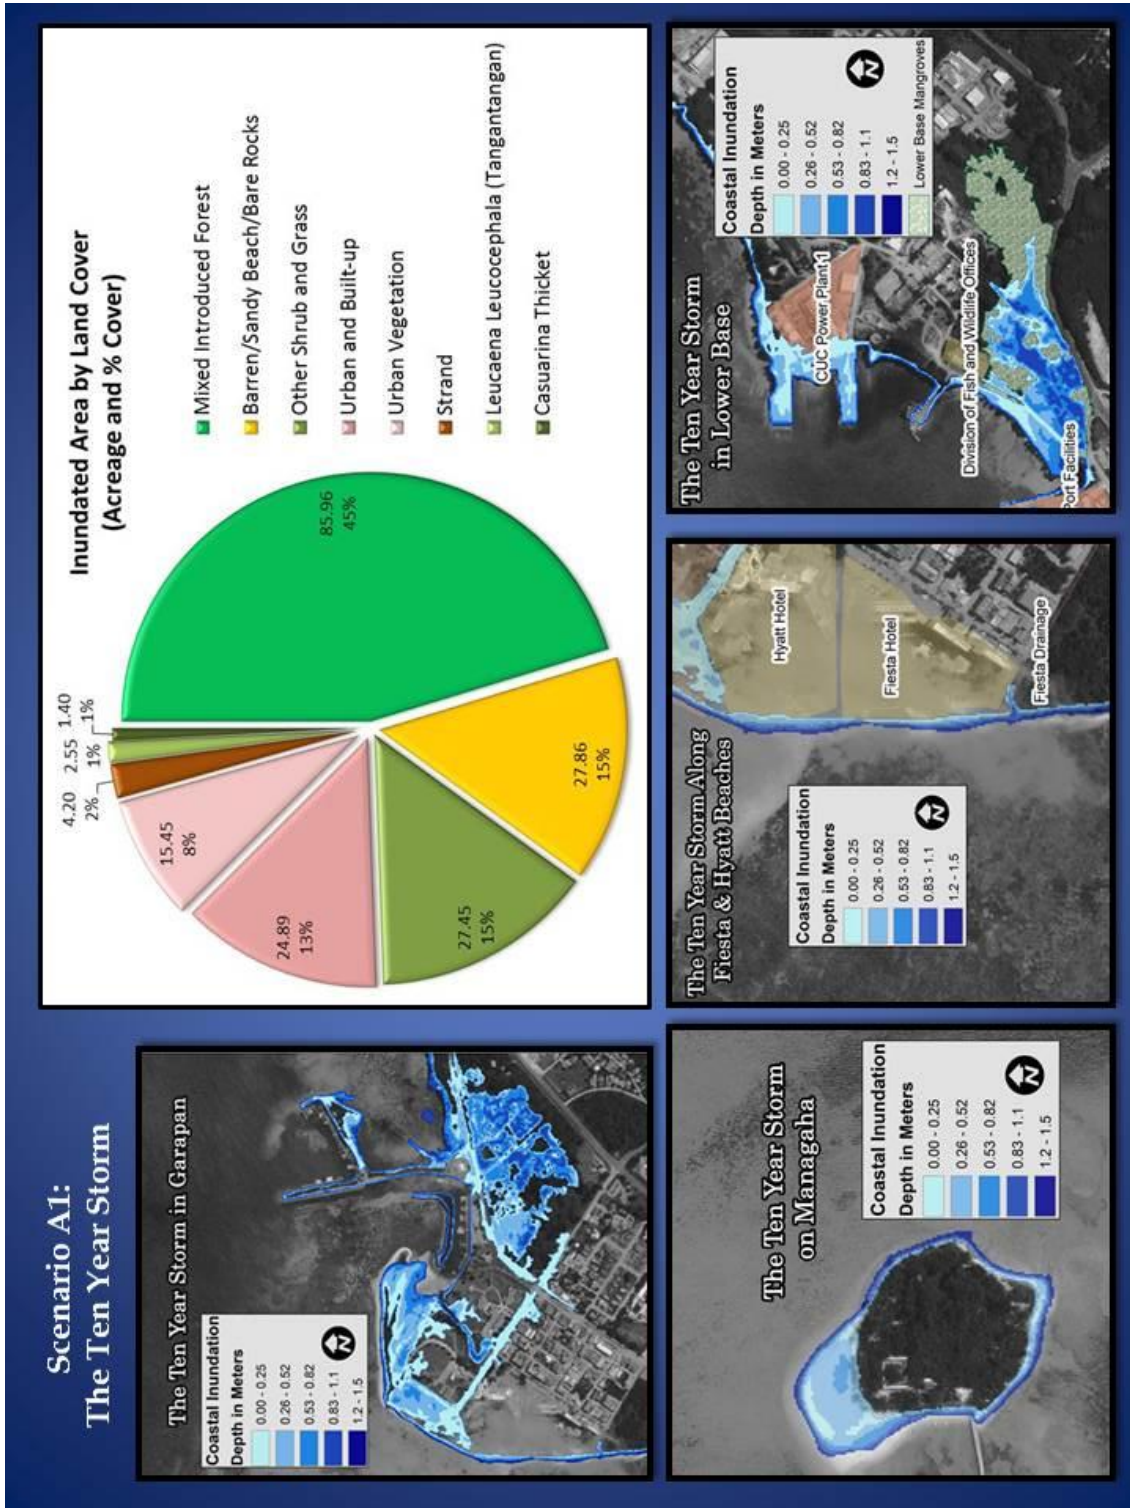 Scenario A1:
The Ten Year Storm
Inundated Area by Land Cover
(Acreage and % Cover)
85.96
45%
27.86
15%
27.45
15%
24.89
13%
15.45
8%
4.20
2%
2.55
1%
1.40
1%
Mixed Introduced Forest
Barren/Sandy Beach/Bare Rocks
Other Shrub and Grass
Urban and Built-up
Urban Vegetation
Strand
Leucaena Leucocephala (Tangantangan)
Casuarina Thicket
The Ten Year Storm in Garapan
Coastal Inundation
Depth in Meters
0.00 - 0.25
0.26 - 0.52
0.53 - 0.82
0.83 - 1.1
1.2 - 1.5
N
The Ten Year Storm
on Managaha
Coastal Inundation
Depth in Meters
0.00 - 0.25
0.26 - 0.52
0.53 - 0.82
0.83 - 1.1
1.2 - 1.5
N
The Ten Year Storm Along
Fiesta & Hyatt Beaches
Coastal Inundation
Depth in Meters
0.00 - 0.25
0.26 - 0.52
0.53 - 0.82
0.83 - 1.1
1.2 - 1.5
N
Hyatt Hotel
Fiesta Hotel
Fiesta Drainage
The Ten Year Storm
in Lower Base
Coastal Inundation
Depth in Meters
0.00 - 0.25
0.26 - 0.52
0.53 - 0.82
0.83 - 1.1
1.2 - 1.5
Lower Base Mangroves
N
CUC Power Plant 1
Division of Fish and Wildlife Offices
Port Facilities